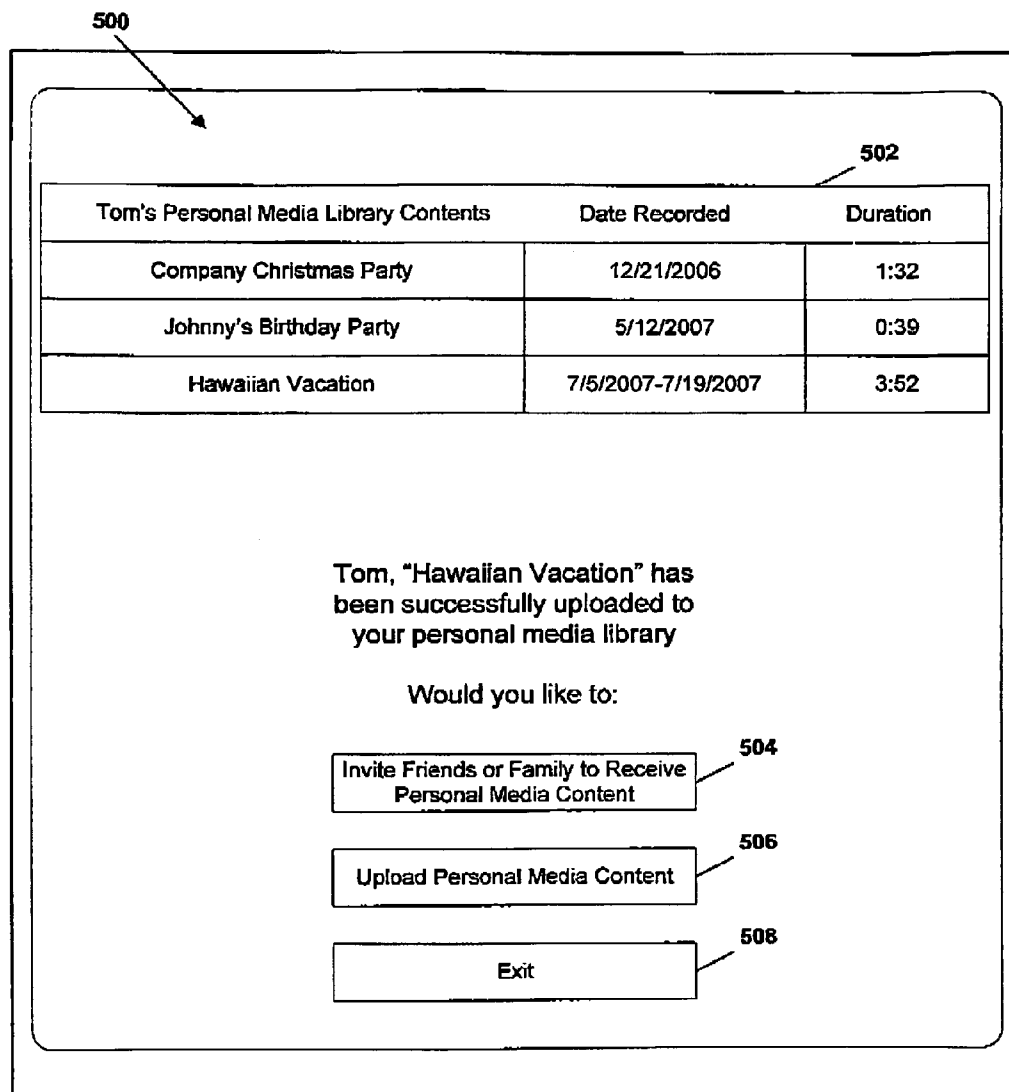 500
502
Tom's Personal Media Library Contents Date Recorded Duration
Company Christmas Party 12/21/2006 1:32
Johnny's Birthday Party 5/12/2007 0:39
Hawaiian Vacation 7/5/2007-7/19/2007 3:52
Tom, "Hawaiian Vacation" has
been successfully uploaded to
your personal media library
Would you like to:
504
Invite Friends or Family to Receive
Personal Media Content
506
Upload Personal Media Content
508
Exit